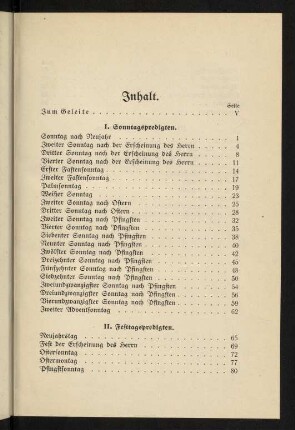 Inhalt.
Seite
Zum Geleite V
I. Sonntagspredigten.
Sonntag nach Neujahr 1
Zweiter Sonntag nach der Erscheinung des Herrn 4
Dritter Sonntag nach der Erscheinung des Herrn 8
Vierter Sonntag nach der Erscheinung des Herrn 11
Erster Fastensonntag 14
Zweiter Fastensonntag 17
Palmsonntag 19
Weißer Sonntag 23
Zweiter Sonntag nach Ostern 25
Dritter Sonntag nach Ostern 28
Zweiter Sonntag nach Pfingsten 32
Vierter Sonntag nach Pfingsten 35
Siebenter Sonntag nach Pfingsten 38
Neunter Sonntag nach Pfingsten 40
Zwölfter Sonntag nach Pfingsten 42
Dreizehnter Sonntag nach Pfingsten 45
Fünfzehnter Sonntag nach Pfingsten 48
Siebzehnter Sonntag nach Pfingsten 50
Zweiundzwanzigster Sonntag nach Pfingsten 54
Dreiundzwanzigster Sonntag nach Pfingsten 56
Vierundzwanzigster Sonntag nach Pfingsten 59
Zweiter Adventsonntag 62
II. Festtagspredigten.
Neujahrstag 65
Fest der Erscheinung des Herrn 69
Ostersonntag 72
Ostermontag 77
Pfingstsonntag 80